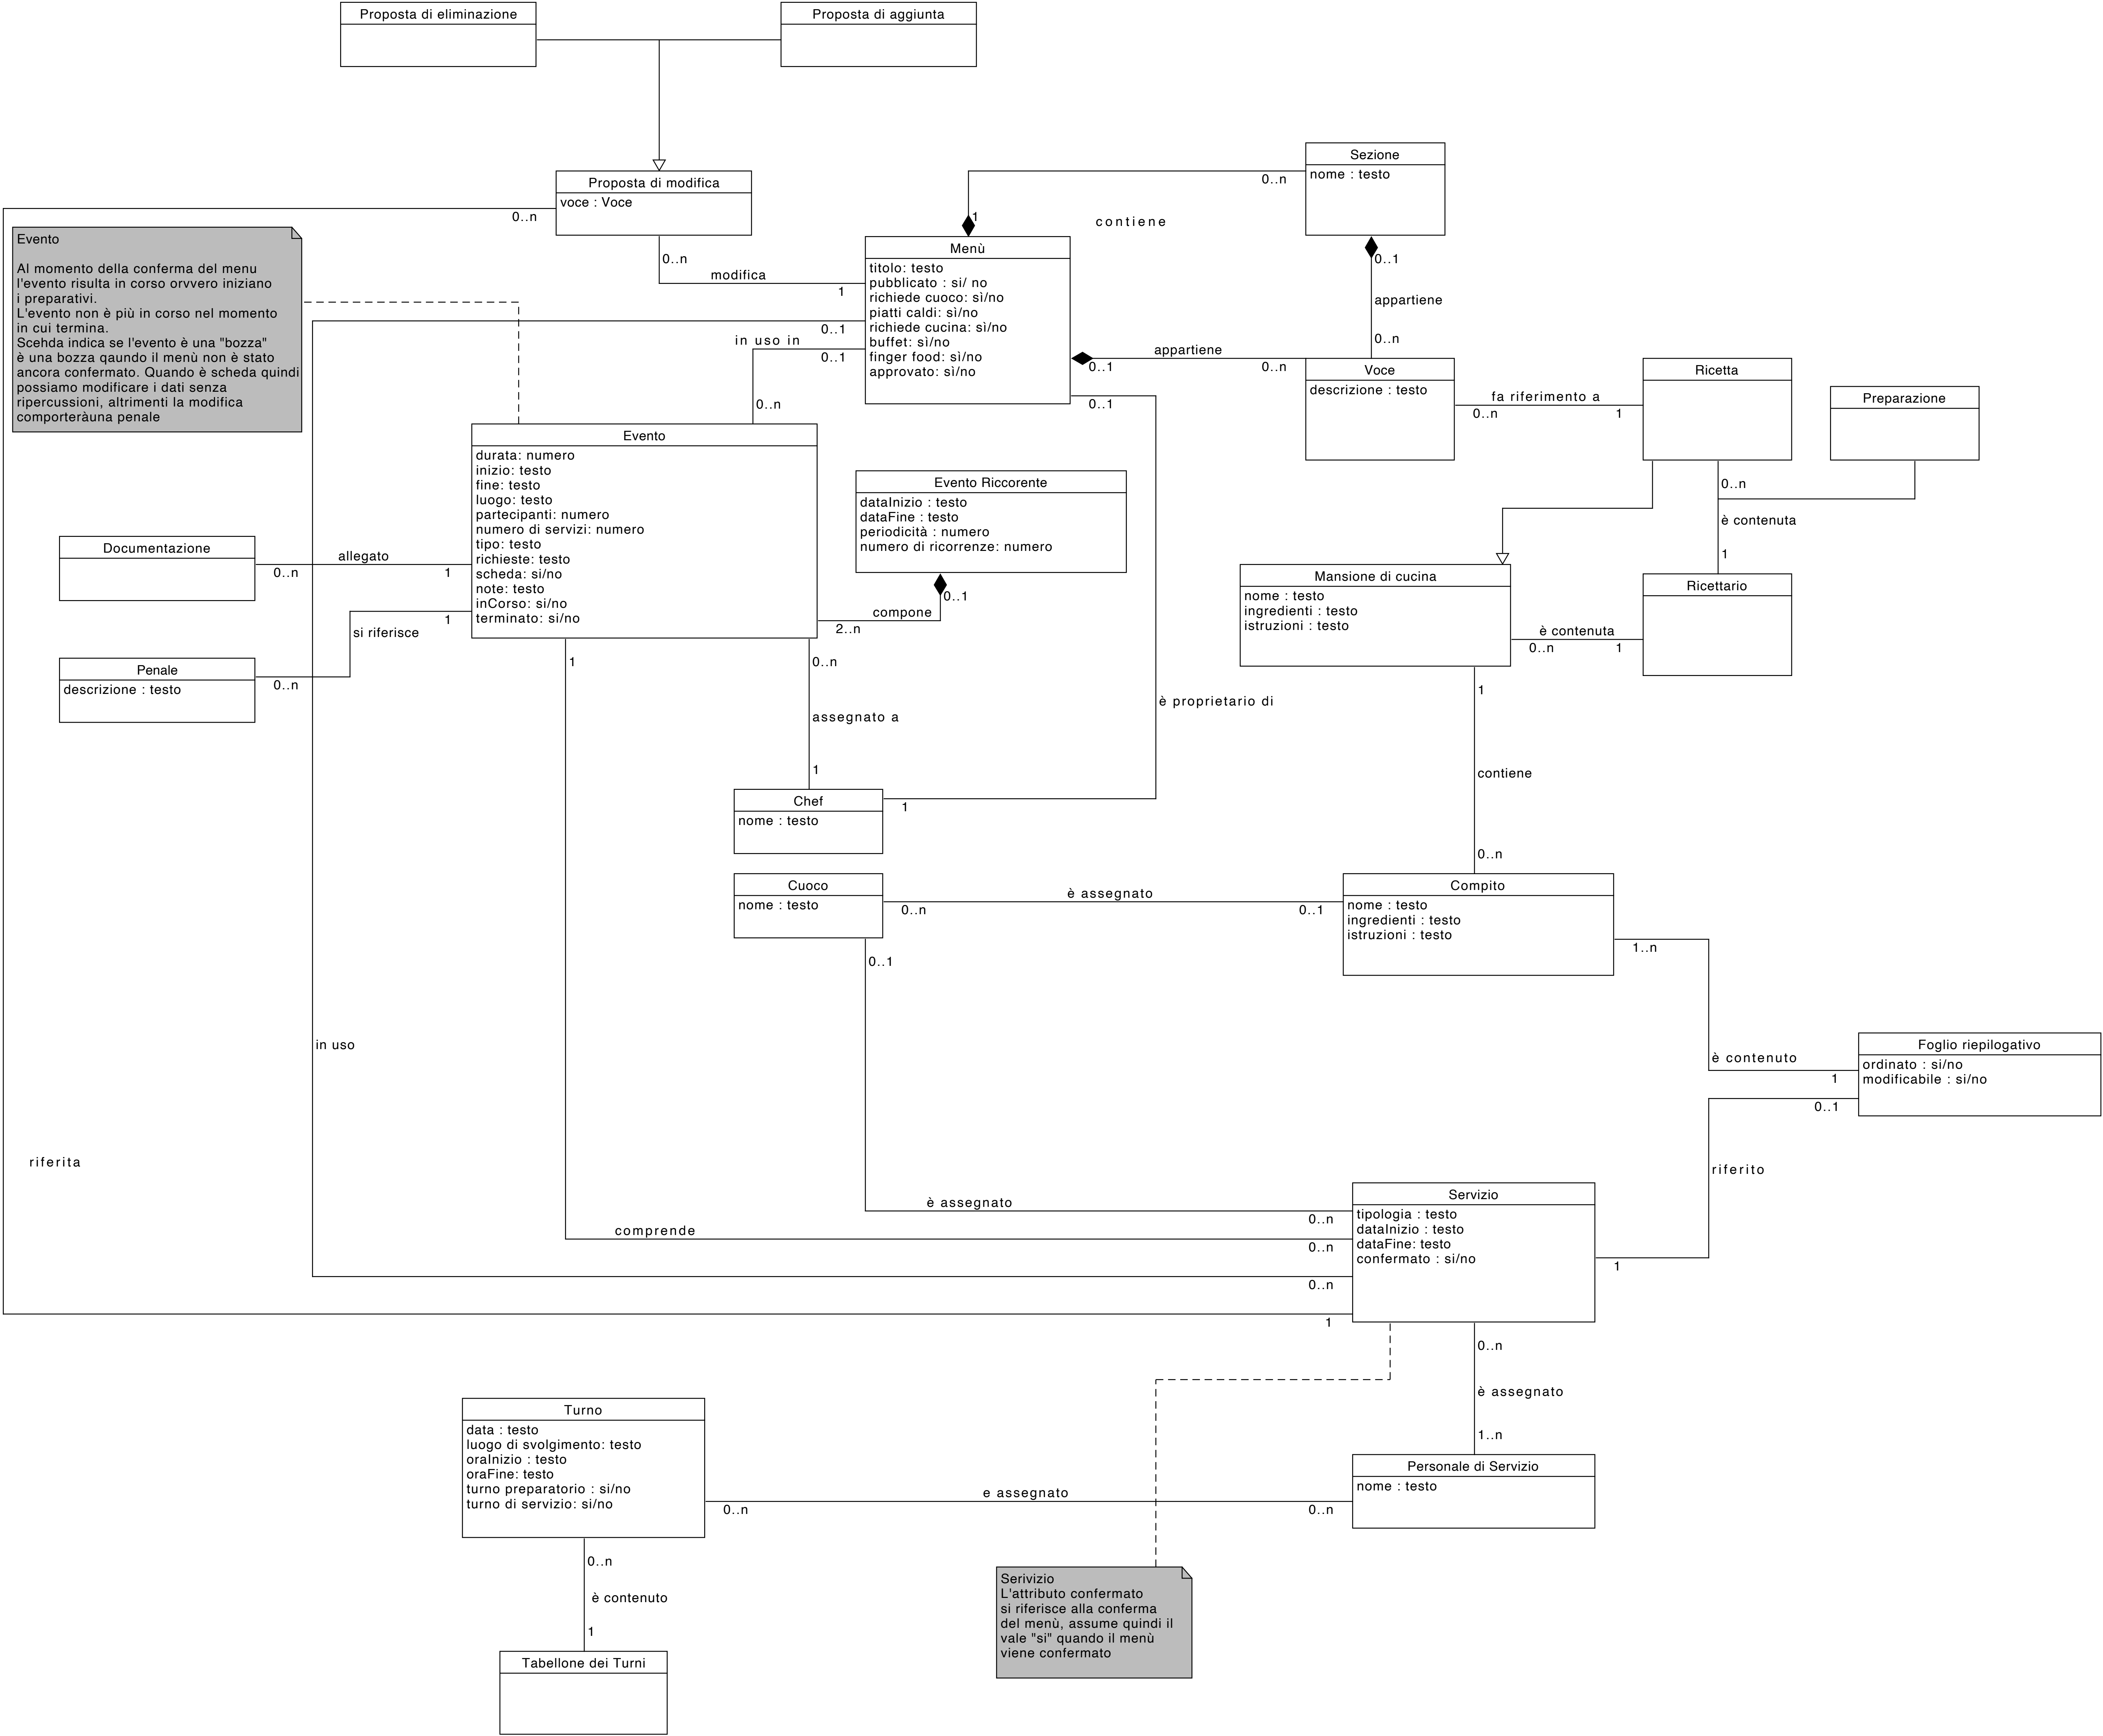 Proposta di eliminazione
Proposta di aggiunta
Proposta di modifica
voce : Voce
0..n
0..n
modifica
1
Evento
Al momento della conferma del menu
l'evento risulta in corso orvvero iniziano
i preparativi.
L'evento non è più in corso nel momento
in cui termina.
Scehda indica se l'evento è una "bozza"
è una bozza qaundo il menù non è stato
ancora confermato. Quando è scheda quindi
possiamo modificare i dati senza
ripercussioni, altrimenti la modifica
comporteràuna penale
Sezione
nome : testo
0..n
1
contiene
Menù
titolo: testo
pubblicato : si/ no
richiede cuoco: sì/no
piatti caldi: sì/no
richiede cucina: sì/no
buffet: sì/no
finger food: sì/no
approvato: sì/no
0..1
appartiene
0..n
0..1
in uso in
0..1
0..n
appartiene
0..1
0..n
0..1
Voce
descrizione : testo
fa riferimento a
0..n
1
Ricetta
Preparazione
0..n
è contenuta
1
Evento
durata: numero
inizio: testo
fine: testo
luogo: testo
partecipanti: numero
numero di servizi: numero
tipo: testo
richieste: testo
scheda: si/no
note: testo
inCorso: si/no
terminato: si/no
Evento Riccorente
dataInizio : testo
dataFine : testo
periodicità : numero
numero di ricorrenze: numero
0..1
compone
2..n
Documentazione
allegato
0..n
1
1
si riferisce
Penale
descrizione : testo
0..n
Mansione di cucina
nome : testo
ingredienti : testo
istruzioni : testo
è contenuta
0..n
1
Ricettario
1
0..n
assegnato a
1
è proprietario di
1
contiene
0..n
Chef
nome : testo
1
Cuoco
nome : testo
è assegnato
0..n
0..1
0..1
Compito
nome : testo
ingredienti : testo
istruzioni : testo
1..n
è contenuto
1
Foglio riepilogativo
ordinato : si/no
modificabile : si/no
0..1
in uso
riferita
riferito
Servizio
tipologia : testo
dataInizio : testo
dataFine: testo
confermato : si/no
è assegnato
0..n
comprende
0..n
0..n
1
1
0..n
è assegnato
1..n
Turno
data : testo
luogo di svolgimento: testo
oraInizio : testo
oraFine: testo
turno preparatorio : si/no
turno di servizio: si/no
e assegnato
0..n
0..n
Personale di Servizio
nome : testo
0..n
è contenuto
1
Serivizio
L'attributo confermato
si riferisce alla conferma
del menù, assume quindi il
vale "si" quando il menù
viene confermato
Tabellone dei Turni